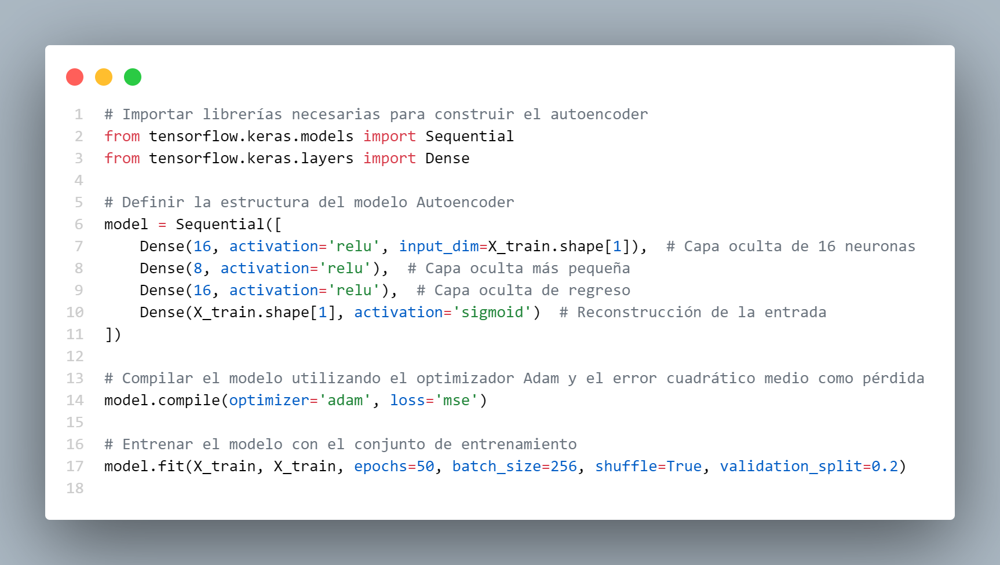 1 # Importar librerías necesarias para construir el autoencoder
2 from tensorflow.keras.models import Sequential
3 from tensorflow.keras.layers import Dense
4
5 # Definir la estructura del modelo Autoencoder
6 model = Sequential([
7     Dense(16, activation='relu', input_dim=X_train.shape[1]),  # Capa oculta de 16 neuronas
8     Dense(8, activation='relu'),  # Capa oculta más pequeña
9     Dense(16, activation='relu'),  # Capa oculta de regreso
10     Dense(X_train.shape[1], activation='sigmoid')  # Reconstrucción de la entrada
11 ])
12
13 # Compilar el modelo utilizando el optimizador Adam y el error cuadrático medio como pérdida
14 model.compile(optimizer='adam', loss='mse')
15
16 # Entrenar el modelo con el conjunto de entrenamiento
17 model.fit(X_train, X_train, epochs=50, batch_size=256, shuffle=True, validation_split=0.2)
18